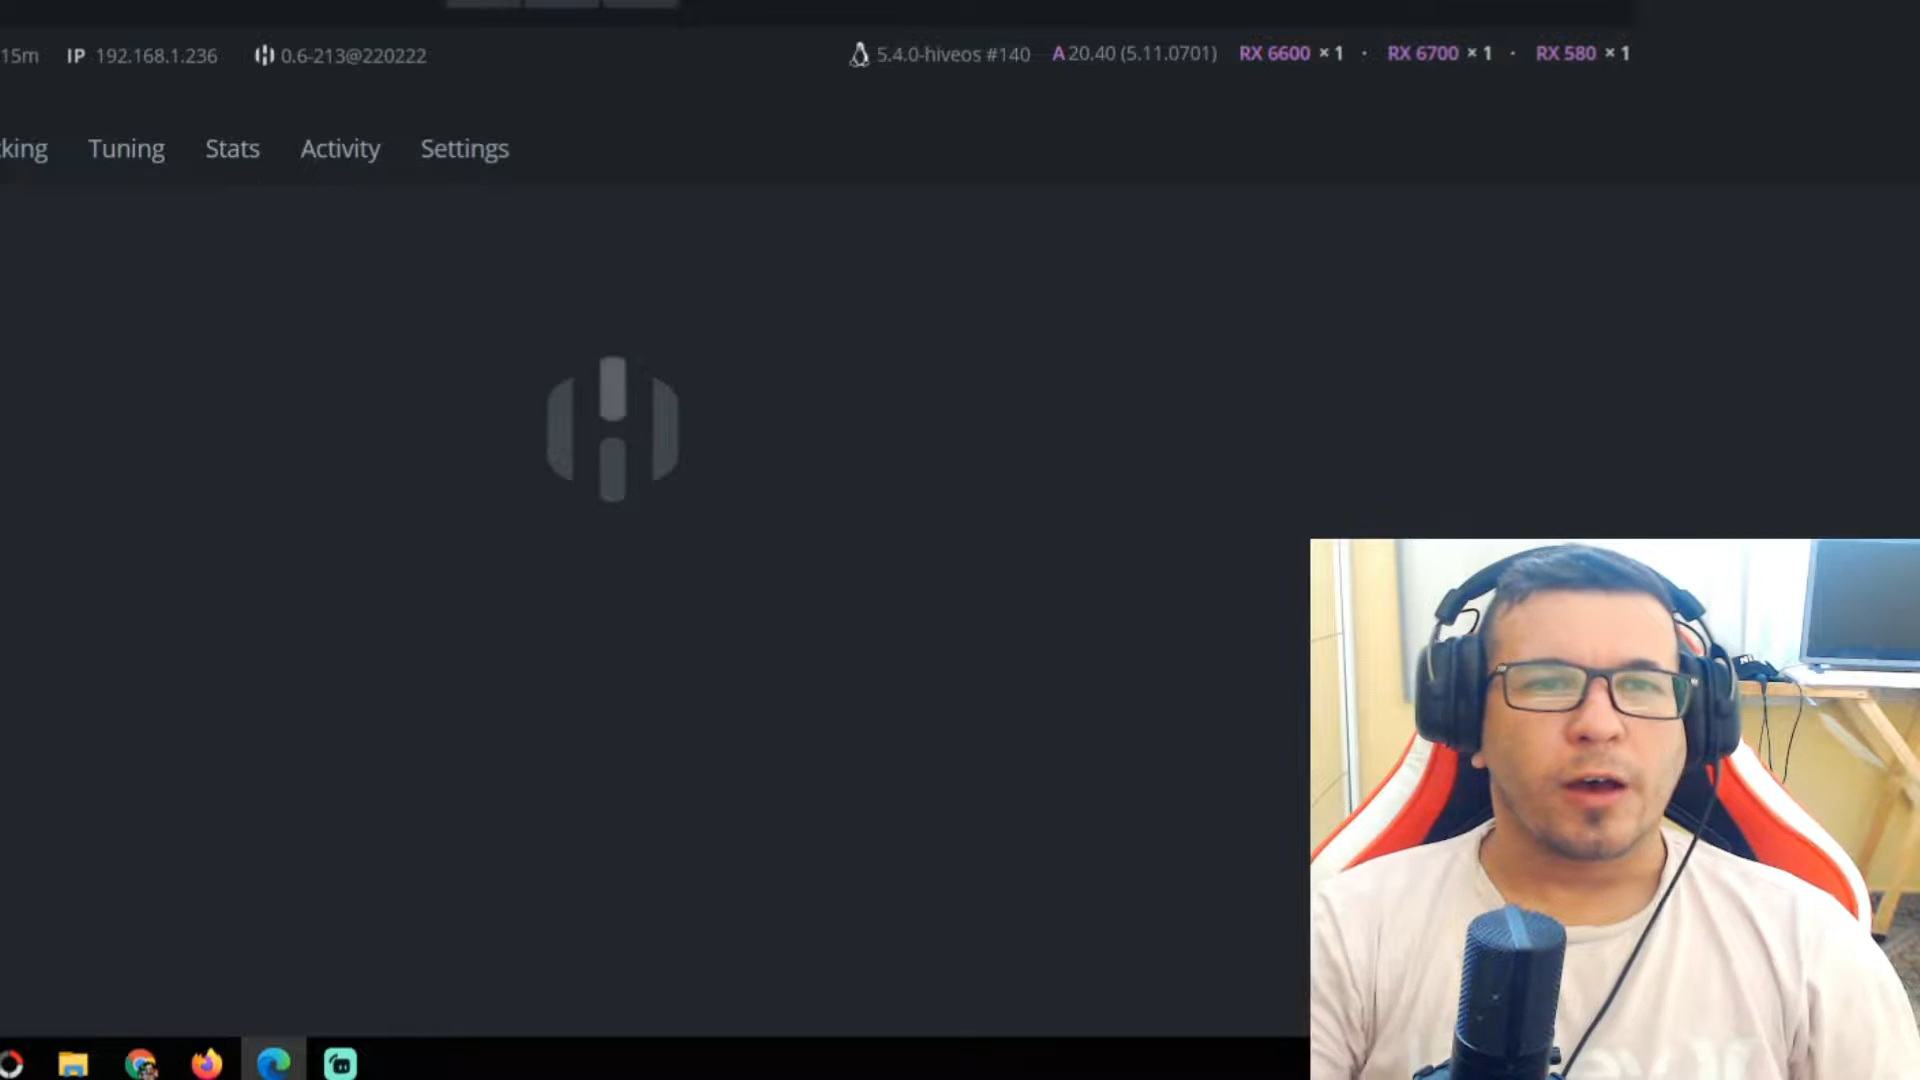 15m IP 192.168.1.236 0.6-213@220222 5.4.0-hiveos #140 A 20.40 (5.11.0701) RX 6600 × 1 · RX 6700 × 1 · RX 580 × 1
king Tuning Stats Activity Settings